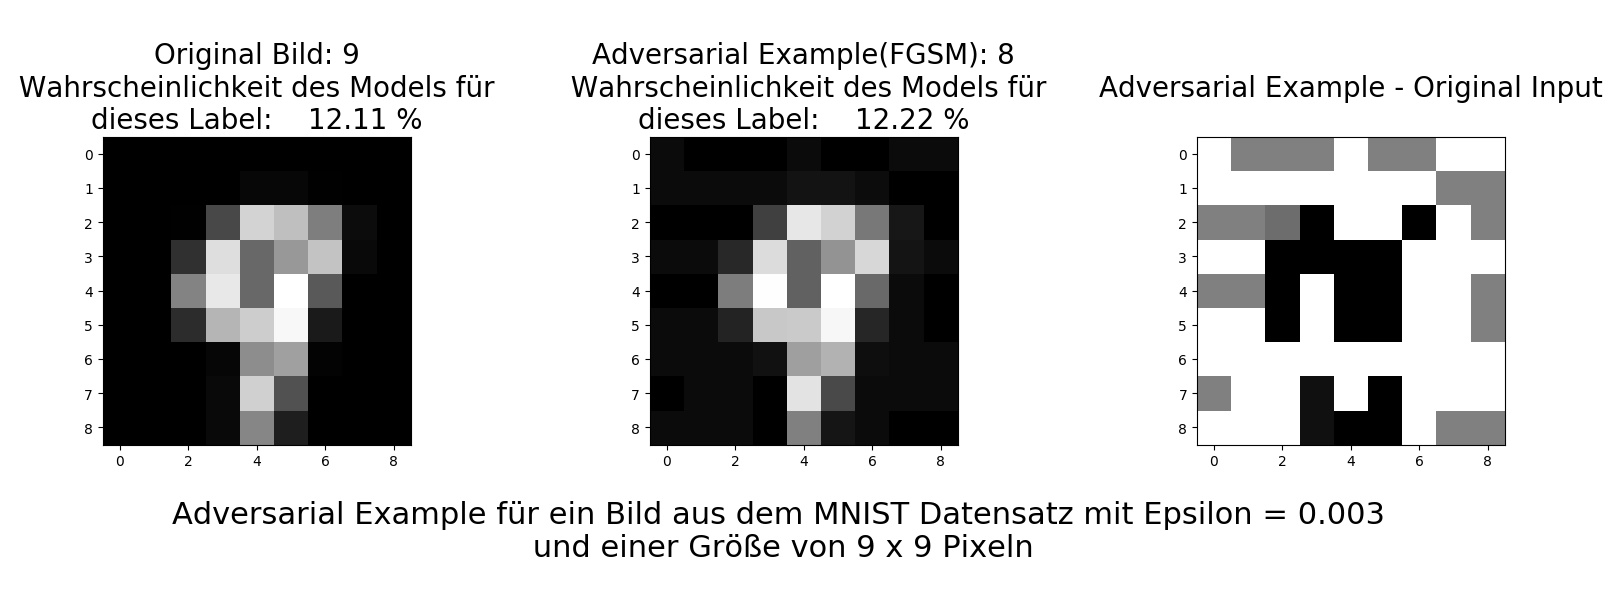 Original Bild: 9
Wahrscheinlichkeit des Models für
dieses Label: 12.11 %
Adversarial Example(FGSM): 8
Wahrscheinlichkeit des Models für
dieses Label: 12.22 %
Adversarial Example - Original Input
0
1
2
3
4
5
6
7
8
0 2 4 6 8
0
1
2
3
4
5
6
7
8
0 2 4 6 8
0
1
2
3
4
5
6
7
8
0 2 4 6 8
Adversarial Example für ein Bild aus dem MNIST Datensatz mit Epsilon = 0.003
und einer Größe von 9 x 9 Pixeln